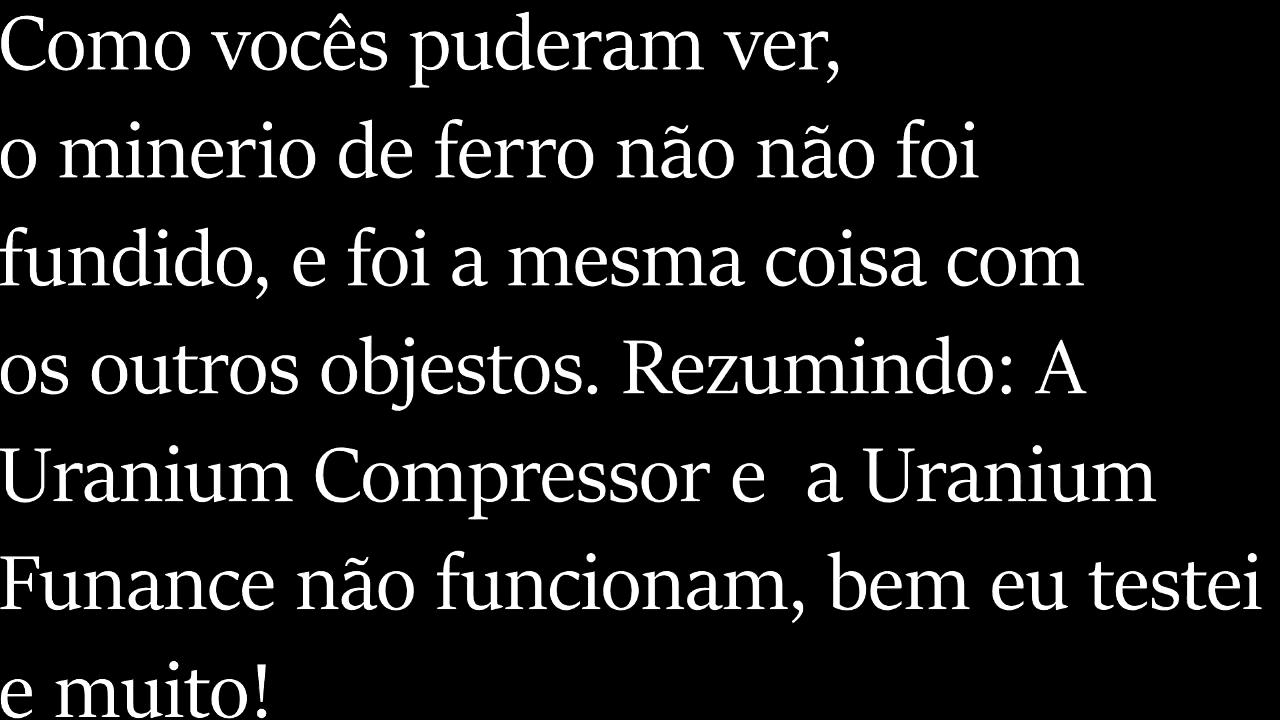 Como vocês puderam ver,
o minerio de ferro não não foi
fundido, e foi a mesma coisa com
os outros objestos. Rezumindo: A
Uranium Compressor e  a Uranium
Funance não funcionam, bem eu testei
e muito!